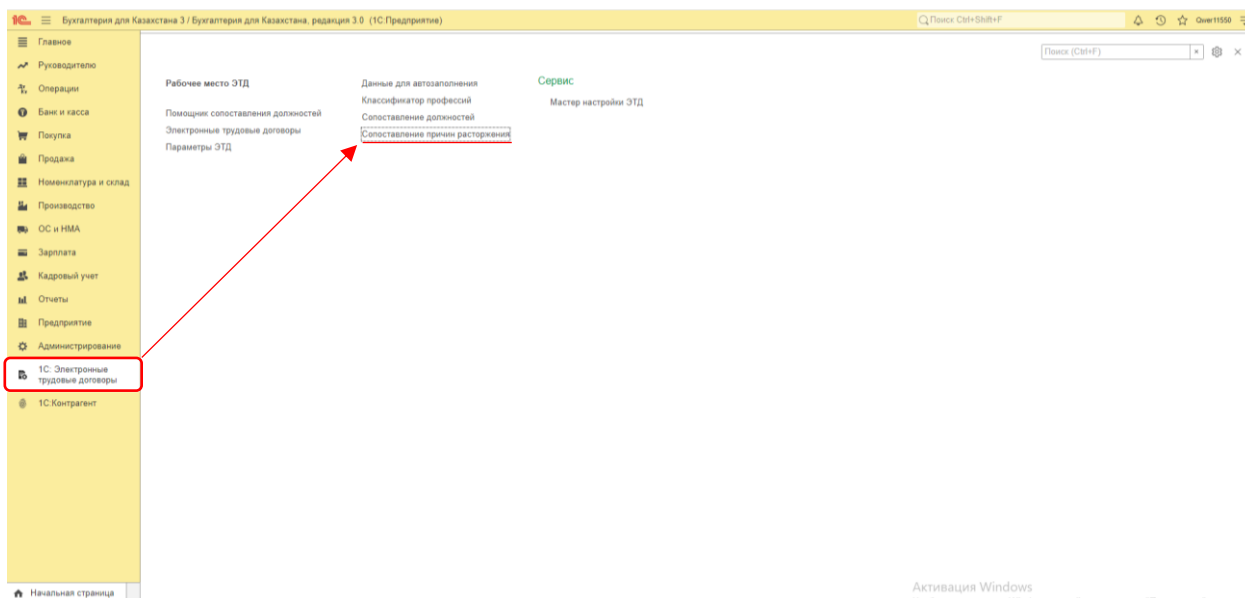 1С Бухгалтерия для Казахстана 3 / Бухгалтерия для Казахстана, редакция 3.0 (1С:Предприятие)
Поиск Ctrl+Shift+F
Qwer11550
Главное
Руководителю
Операции
Банк и касса
Покупка
Продажа
Номенклатура и склад
Производство
ОС и НМА
Зарплата
Кадровый учет
Отчеты
Предприятие
Администрирование
1С: Электронные
трудовые договоры
1С:Контрагент
Начальная страница
Поиск (Ctrl+F)
Рабочее место ЭТД
Помощник сопоставления должностей
Электронные трудовые договоры
Параметры ЭТД
Данные для автозаполнения
Классификатор профессий
Сопоставление должностей
Сопоставление причин расторжения
Сервис
Мастер настройки ЭТД
Активация Windows